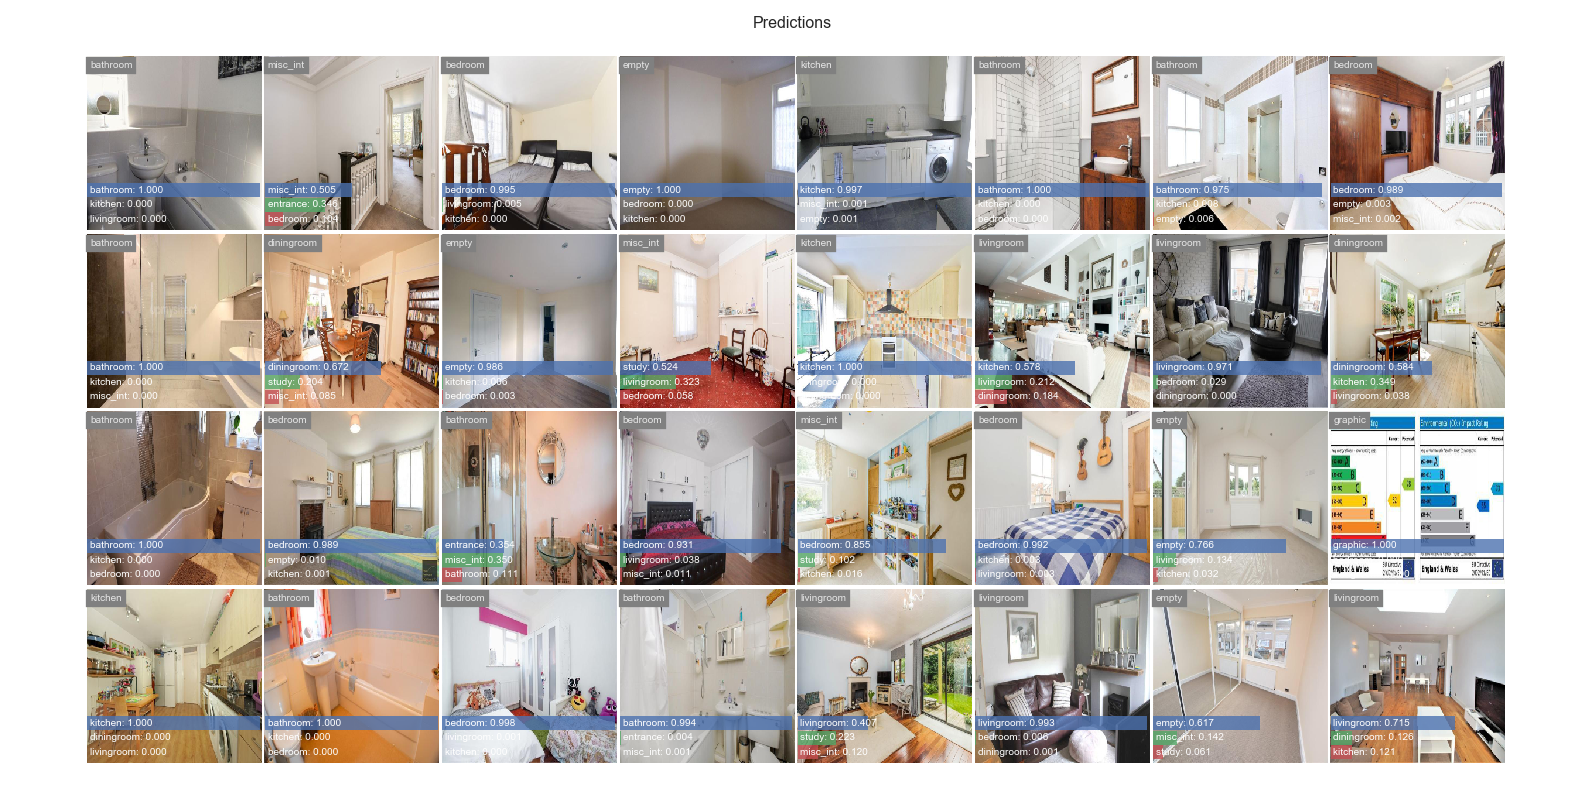 Predictions
bathroom
bathroom: 1.000
kitchen: 0.000
livingroom: 0.000
misc_int
misc_int: 0.505
entrance: 0.346
bedroom: 0.104
bedroom
bedroom: 0.995
livingroom: 0.005
kitchen: 0.000
empty
empty: 1.000
bedroom: 0.000
kitchen: 0.000
kitchen
kitchen: 0.997
misc_int: 0.001
empty: 0.001
bathroom
bathroom: 1.000
kitchen: 0.000
bedroom: 0.000
bathroom
bathroom: 0.975
kitchen: 0.008
empty: 0.006
bedroom
bedroom: 0.989
empty: 0.003
misc_int: 0.002
bathroom
bathroom: 1.000
kitchen: 0.000
misc_int: 0.000
diningroom
diningroom: 0.672
study: 0.204
misc_int: 0.085
empty
empty: 0.986
kitchen: 0.006
bedroom: 0.003
misc_int
study: 0.524
livingroom: 0.323
bedroom: 0.058
kitchen
kitchen: 1.000
livingroom
kitchen: 0.578
livingroom: 0.212
diningroom: 0.184
livingroom
livingroom: 0.971
bedroom: 0.029
diningroom: 0.000
diningroom
diningroom: 0.584
kitchen: 0.349
livingroom: 0.038
bathroom
bathroom: 1.000
kitchen: 0.000
bedroom: 0.000
bedroom
bedroom: 0.989
empty: 0.010
kitchen: 0.001
bathroom
entrance: 0.354
misc_int: 0.350
bathroom: 0.111
bedroom
bedroom: 0.931
livingroom: 0.038
misc_int: 0.011
misc_int
bedroom: 0.855
study: 0.102
kitchen: 0.016
bedroom
bedroom: 0.992
kitchen:
livingroom: 0.003
empty
empty: 0.766
livingroom: 0.134
kitchen: 0.032
graphic
graphic: 1.000
England & Wales
England & Wales
kitchen
kitchen: 1.000
diningroom: 0.000
livingroom: 0.000
bathroom
bathroom: 1.000
kitchen: 0.000
bedroom: 0.000
bedroom
bedroom: 0.998
livingroom: 0.001
kitchen: 0.000
bathroom
bathroom: 0.994
entrance: 0.004
misc_int: 0.001
livingroom
livingroom: 0.407
study: 0.223
misc_int: 0.120
livingroom
livingroom: 0.993
bedroom: 0.006
diningroom: 0.001
empty
empty: 0.617
misc_int: 0.142
study: 0.061
livingroom
livingroom: 0.715
diningroom: 0.126
kitchen: 0.121